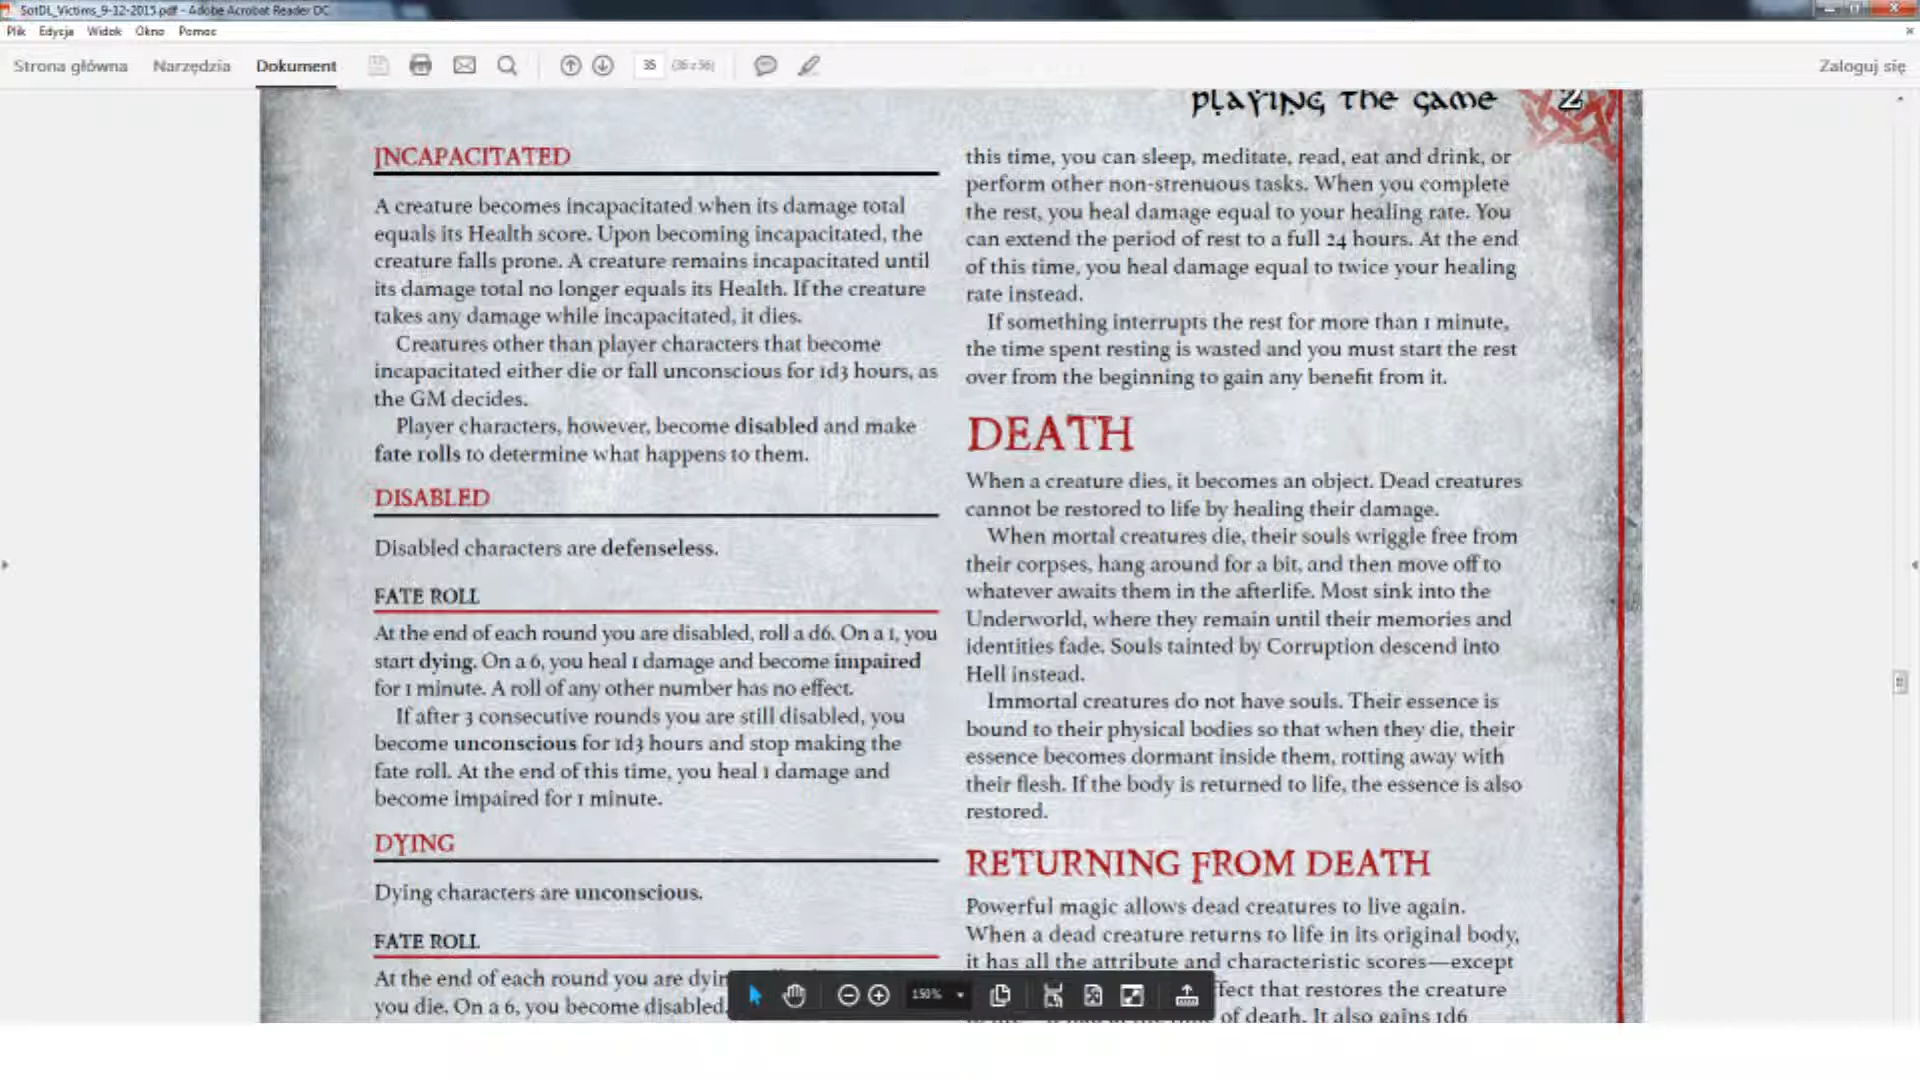 SotDL_Victims_9-12-2015.pdf - Adobe Acrobat Reader DC
Plik Edycja Widok Okno Pomoc
Strona główna Narzędzia Dokument 35 (36 z 56) Zaloguj się
PLAYING THE GAME 2
INCAPACITATED
A creature becomes incapacitated when its damage total
equals its Health score. Upon becoming incapacitated, the
creature falls prone. A creature remains incapacitated until
its damage total no longer equals its Health. If the creature
takes any damage while incapacitated, it dies.
Creatures other than player characters that become
incapacitated either die or fall unconscious for 1d3 hours, as
the GM decides.
Player characters, however, become disabled and make
fate rolls to determine what happens to them.
DISABLED
Disabled characters are defenseless.
FATE ROLL
At the end of each round you are disabled, roll a d6. On a 1, you
start dying. On a 6, you heal 1 damage and become impaired
for 1 minute. A roll of any other number has no effect.
If after 3 consecutive rounds you are still disabled, you
become unconscious for 1d3 hours and stop making the
fate roll. At the end of this time, you heal 1 damage and
become impaired for 1 minute.
DYING
Dying characters are unconscious.
FATE ROLL
At the end of each round you are
you die. On a 6, you become disabled.
this time, you can sleep, meditate, read, eat and drink, or
perform other non-strenuous tasks. When you complete
the rest, you heal damage equal to your healing rate. You
can extend the period of rest to a full 24 hours. At the end
of this time, you heal damage equal to twice your healing
rate instead.
If something interrupts the rest for more than 1 minute,
the time spent resting is wasted and you must start the rest
over from the beginning to gain any benefit from it.
DEATH
When a creature dies, it becomes an object. Dead creatures
cannot be restored to life by healing their damage.
When mortal creatures die, their souls wriggle free from
their corpses, hang around for a bit, and then move off to
whatever awaits them in the afterlife. Most sink into the
Underworld, where they remain until their memories and
identities fade. Souls tainted by Corruption descend into
Hell instead.
Immortal creatures do not have souls. Their essence is
bound to their physical bodies so that when they die, their
essence becomes dormant inside them, rotting away with
their flesh. If the body is returned to life, the essence is also
restored.
RETURNING FROM DEATH
Powerful magic allows dead creatures to live again.
When a dead creature returns to life in its original body,
it has all the attribute and characteristic scores—except
ffect that restores the creature
of death. It also gains 1d6
150%